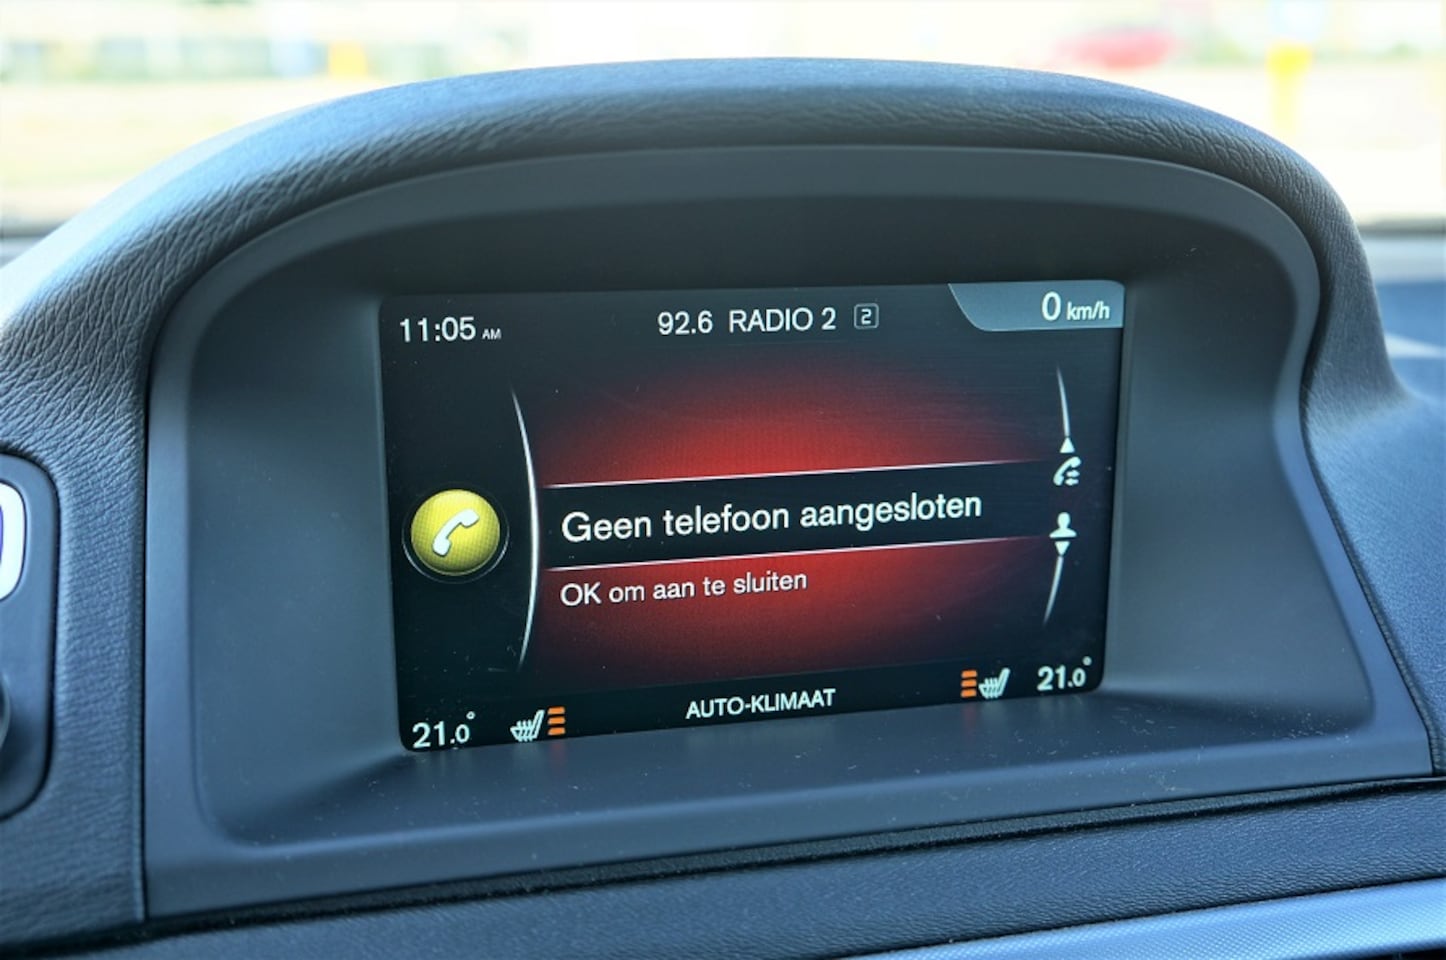 11:05 AM
92.6 RADIO 2 2
0 km/h
Geen telefoon aangesloten
OK om aan te sluiten
21.0°
AUTO-KLIMAAT
21.0°